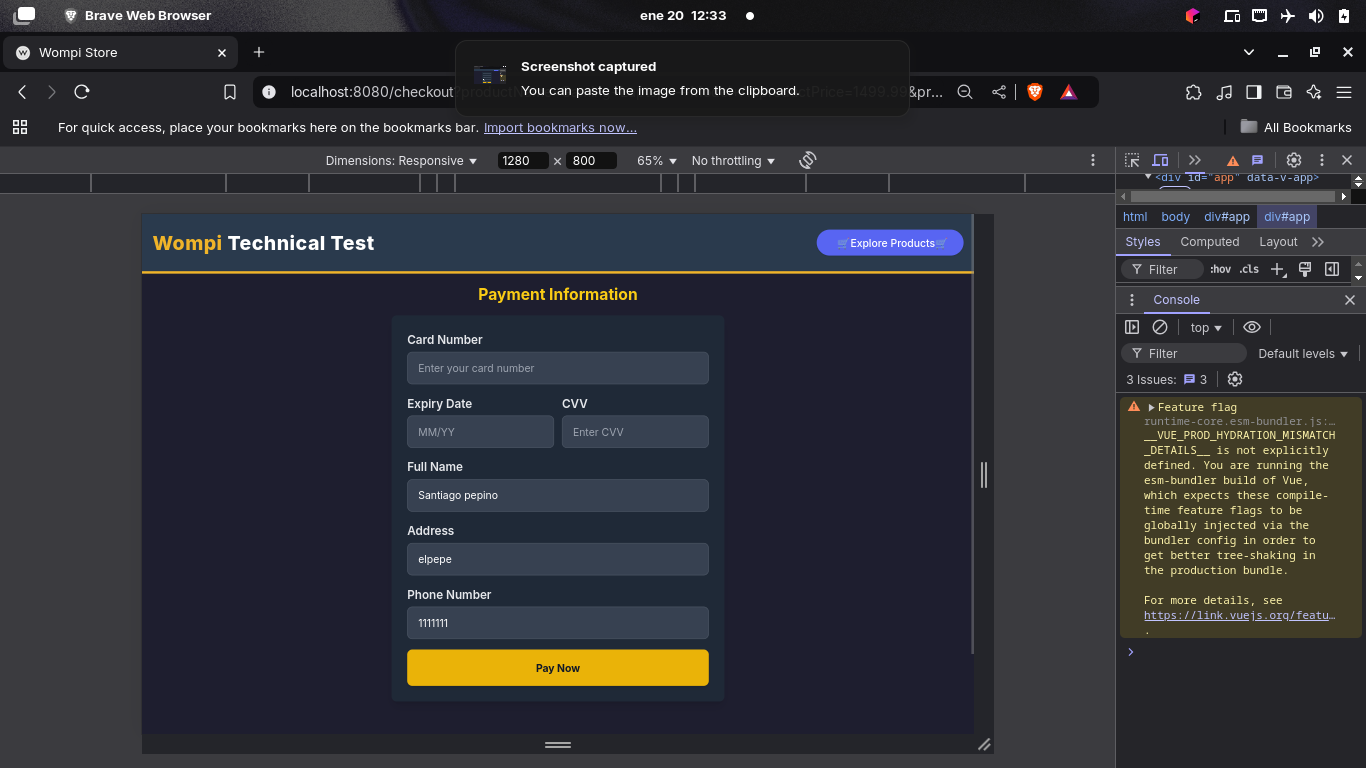 Brave Web Browser
ene 20 12:33
Wompi Store
Screenshot captured
You can paste the image from the clipboard.
localhost:8080/checkout
For quick access, place your bookmarks here on the bookmarks bar. Import bookmarks now...
All Bookmarks
Dimensions: Responsive
1280 × 800
65%
No throttling
<div id="app" data-v-app>
html body div#app div#app
Styles Computed Layout
Filter :hov .cls
Console
top
Filter Default levels
3 Issues: 3
Wompi Technical Test
🛒Explore Products🛒
Payment Information
Card Number
Enter your card number
Expiry Date CVV
MM/YY Enter CVV
Full Name
Santiago pepino
Address
elpepe
Phone Number
1111111
Pay Now
Feature flag
runtime-core.esm-bundler.js:…
__VUE_PROD_HYDRATION_MISMATCH
_DETAILS__ is not explicitly
defined. You are running the
esm-bundler build of Vue,
which expects these compile-
time feature flags to be
globally injected via the
bundler config in order to
get better tree-shaking in
the production bundle.
For more details, see
https://link.vuejs.org/featu…
.